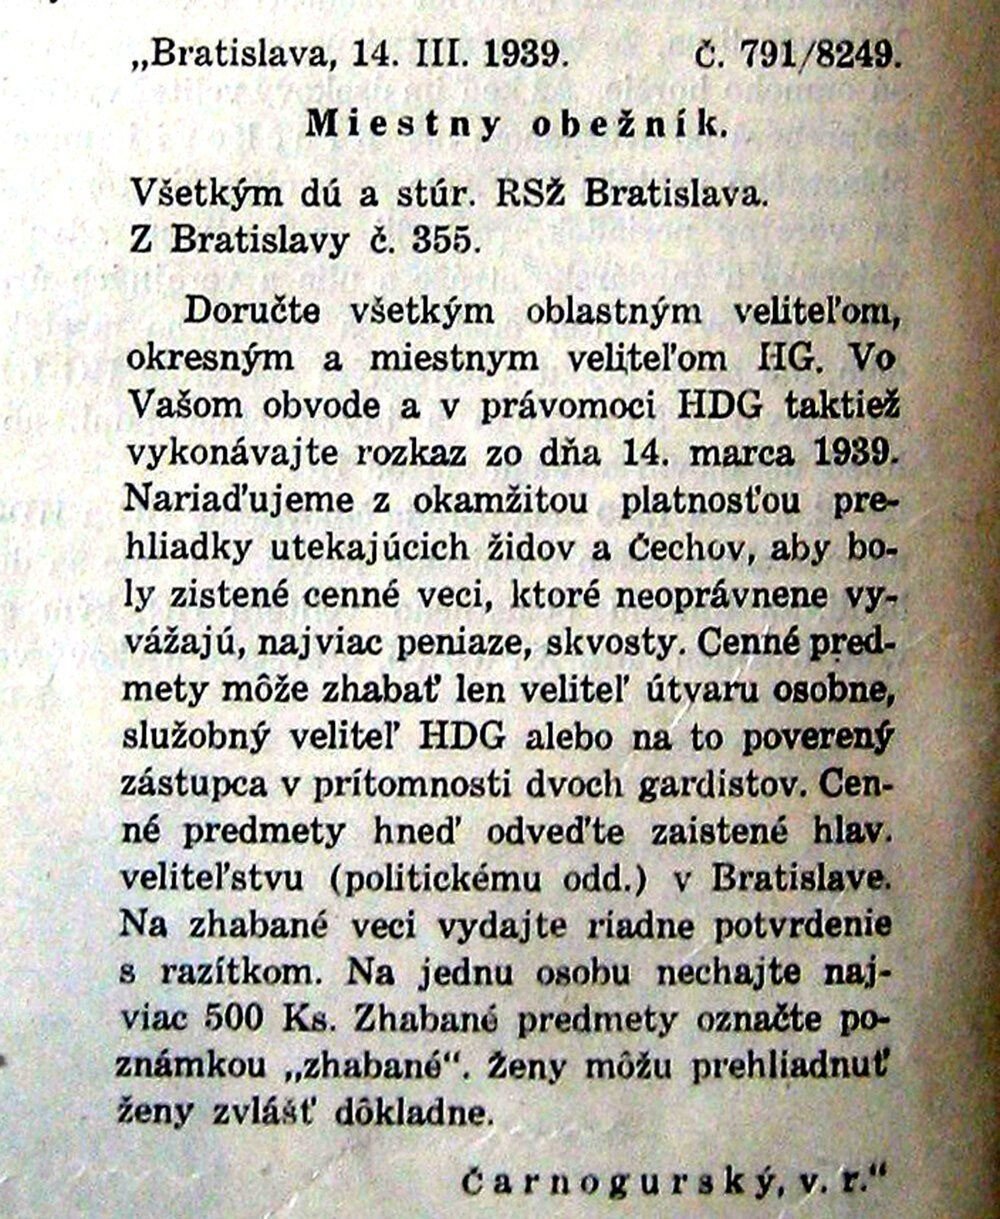 „Bratislava, 14. III. 1939. Č. 791/8249.
Miestny obežník.
Všetkým dú a stúr. RSŽ Bratislava.
Z Bratislavy č. 355.
Doručte všetkým oblastným veliteľom,
okresným a miestnym veliteľom HG. Vo
Vašom obvode a v právomoci HDG taktiež
vykonávajte rozkaz zo dňa 14. marca 1939.
Nariaďujeme z okamžitou platnosťou pre-
hliadky utekajúcich židov a Čechov, aby bo-
ly zistené cenné veci, ktoré neoprávnene vy-
vážajú, najviac peniaze, skvosty. Cenné pred-
mety môže zhabať len veliteľ útvaru osobne,
služobný veliteľ HDG alebo na to poverený
zástupca v prítomnosti dvoch gardistov. Cen-
né predmety hneď odveďte zaistené hlav.
veliteľstvu (politickému odd.) v Bratislave.
Na zhabané veci vydajte riadne potvrdenie
s razítkom. Na jednu osobu nechajte naj-
viac 500 Ks. Zhabané predmety označte po-
známkou „zhabané“. Ženy môžu prehliadnuť
ženy zvlášť dôkladne.
Čarnogurský, v. r.“